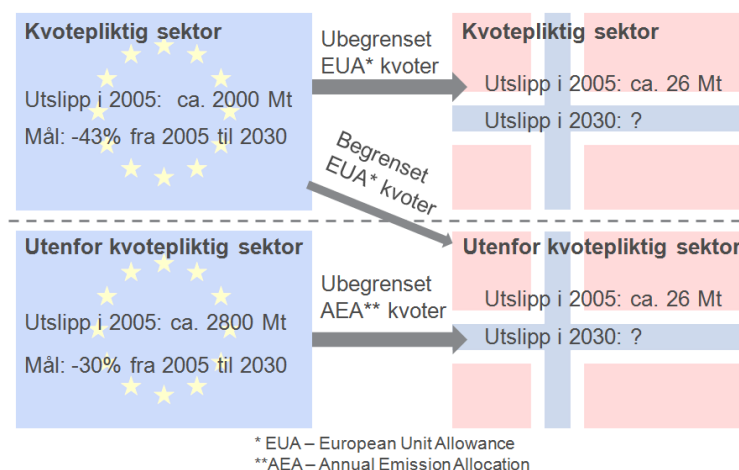 Kvotepliktig sektor
Utslipp i 2005:  ca. 2000 Mt
Mål: -43% fra 2005 til 2030
Ubegrenset
EUA* kvoter
Kvotepliktig sektor
Utslipp i 2005: ca. 26 Mt
Utslipp i 2030: ?
Begrenset
EUA* kvoter
Utenfor kvotepliktig sektor
Utslipp i 2005: ca. 2800 Mt
Mål: -30% fra 2005 til 2030
Ubegrenset
AEA** kvoter
Utenfor kvotepliktig sektor
Utslipp i 2005: ca. 26 Mt
Utslipp i 2030: ?
* EUA – European Unit Allowance
**AEA – Annual Emission Allocation